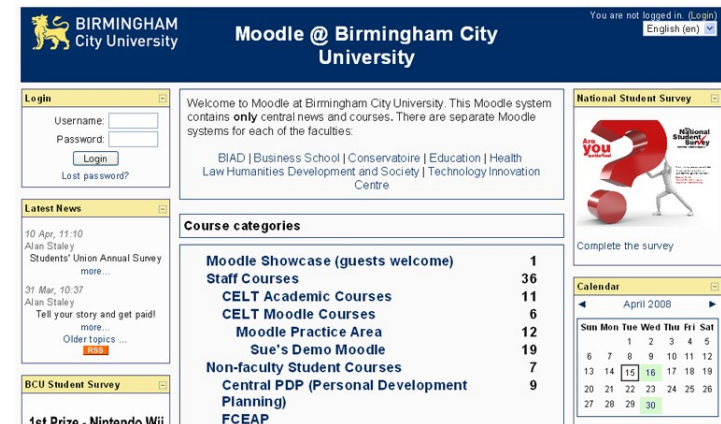 BIRMINGHAM
City University
Moodle @ Birmingham City
University
You are not logged in. (Login)
English (en)
Login
Username:
Password:
Login
Lost password?
Latest News
10 Apr, 11:10
Alan Staley
Students' Union Annual Survey
more...
31 Mar, 10:37
Alan Staley
Tell your story and get paid!
more...
Older topics ...
RSS
BCU Student Survey
1st Prize - Nintendo Wii
Welcome to Moodle at Birmingham City University. This Moodle system
contains only central news and courses. There are separate Moodle
systems for each of the faculties:
BIAD | Business School | Conservatoire | Education | Health
Law Humanities Development and Society | Technology Innovation
Centre
Course categories
Moodle Showcase (guests welcome) 1
Staff Courses 36
CELT Academic Courses 11
CELT Moodle Courses 6
Moodle Practice Area 12
Sue's Demo Moodle 19
Non-faculty Student Courses 7
Central PDP (Personal Development 9
Planning)
FCEAP
National Student Survey
Are
you
National
Student
Survey
Complete the survey
Calendar
◄ April 2008 ►
Sun Mon Tue Wed Thu Fri Sat
1 2 3 4 5
6 7 8 9 10 11 12
13 14 15 16 17 18 19
20 21 22 23 24 25 26
27 28 29 30